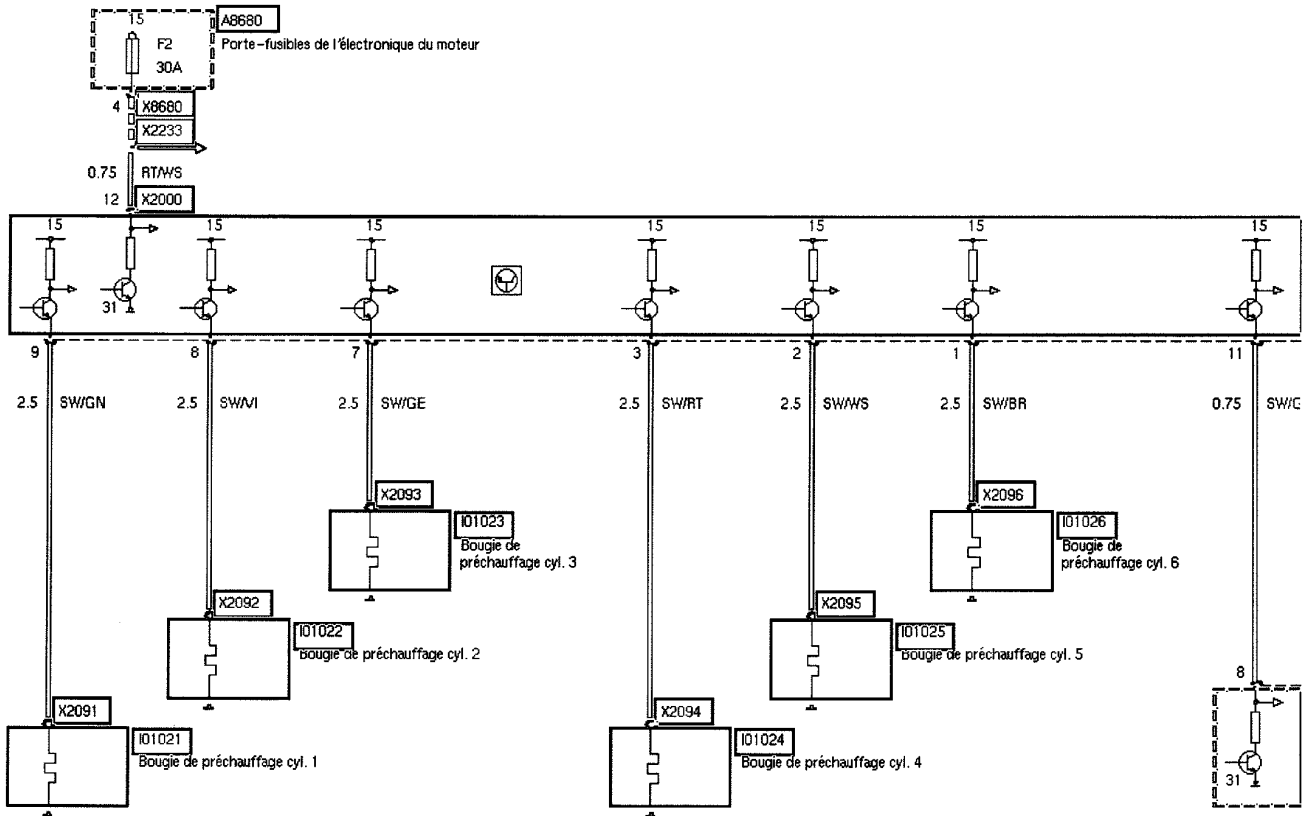 15
A8680
F2
Porte-fusibles de l'électronique du moteur
30A
4
X8680
X2233
0.75
RT/WS
12
X2000
15 15 15 15 15 15 15
31
9 8 7 3 2 1 11
2.5 SW/GN
2.5 SW/VI
2.5 SW/GE
2.5 SW/RT
2.5 SW/WS
2.5 SW/BR
0.75 SW/G
X2093
I01023
Bougie de
préchauffage cyl. 3
X2096
I01026
Bougie de
préchauffage cyl. 6
X2092
I01022
Bougie de préchauffage cyl. 2
X2095
I01025
Bougie de préchauffage cyl. 5
8
X2091
I01021
Bougie de préchauffage cyl. 1
X2094
I01024
Bougie de préchauffage cyl. 4
31